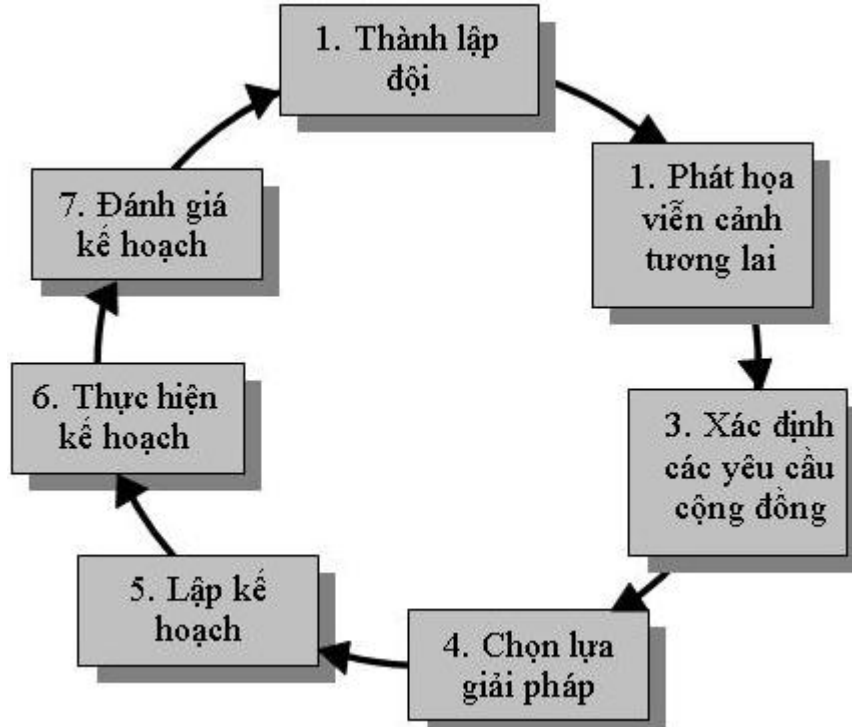 1. Thành lập
đội
1. Phát họa
viễn cảnh
tương lai
3. Xác định
các yêu cầu
cộng đồng
4. Chọn lựa
giải pháp
5. Lập kế
hoạch
6. Thực hiện
kế hoạch
7. Đánh giá
kế hoạch